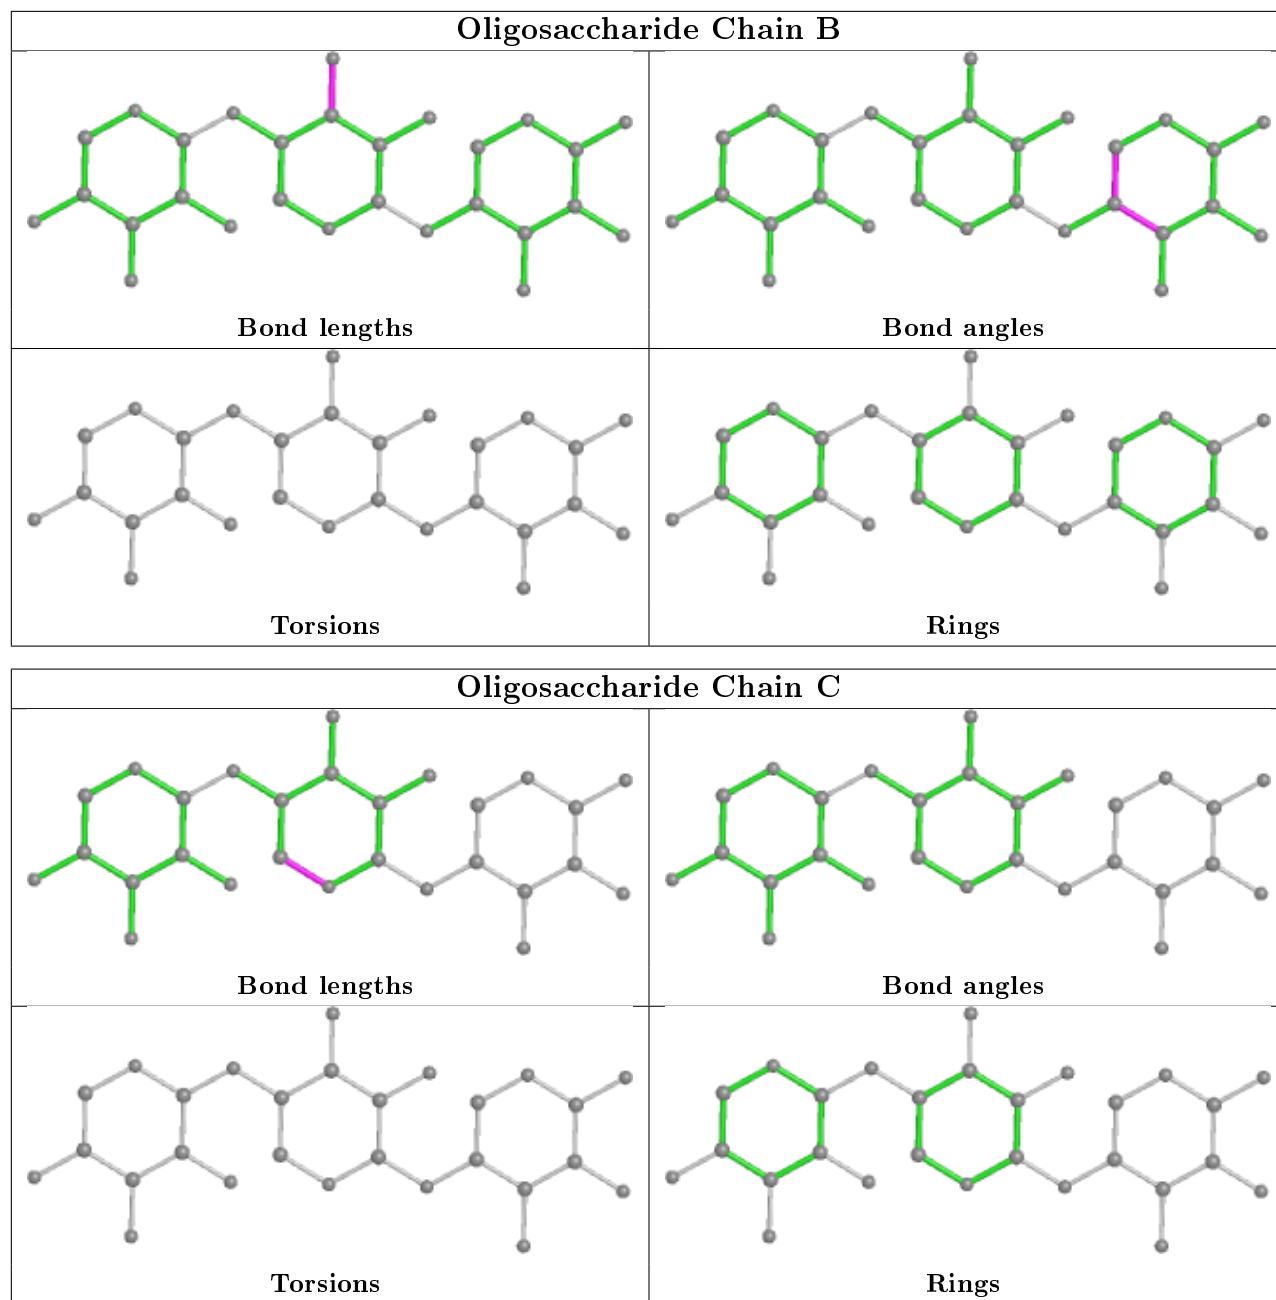 Oligosaccharide Chain B
Bond lengths
Bond angles
Torsions
Rings
Oligosaccharide Chain C
Bond lengths
Bond angles
Torsions
Rings